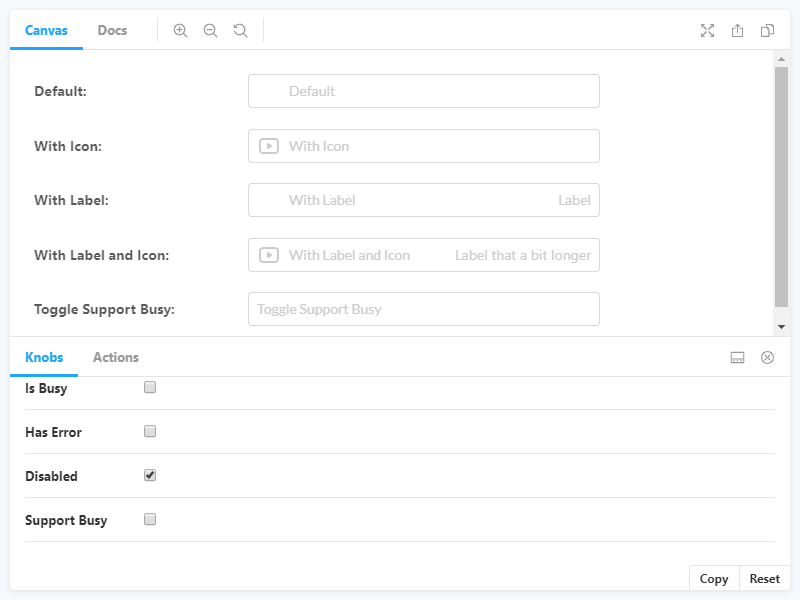 Canvas Docs
Default: Default
With Icon: With Icon
With Label: With Label Label
With Label and Icon: With Label and Icon Label that a bit longer
Toggle Support Busy: Toggle Support Busy
Knobs Actions
Is Busy
Has Error
Disabled
Support Busy
Copy Reset